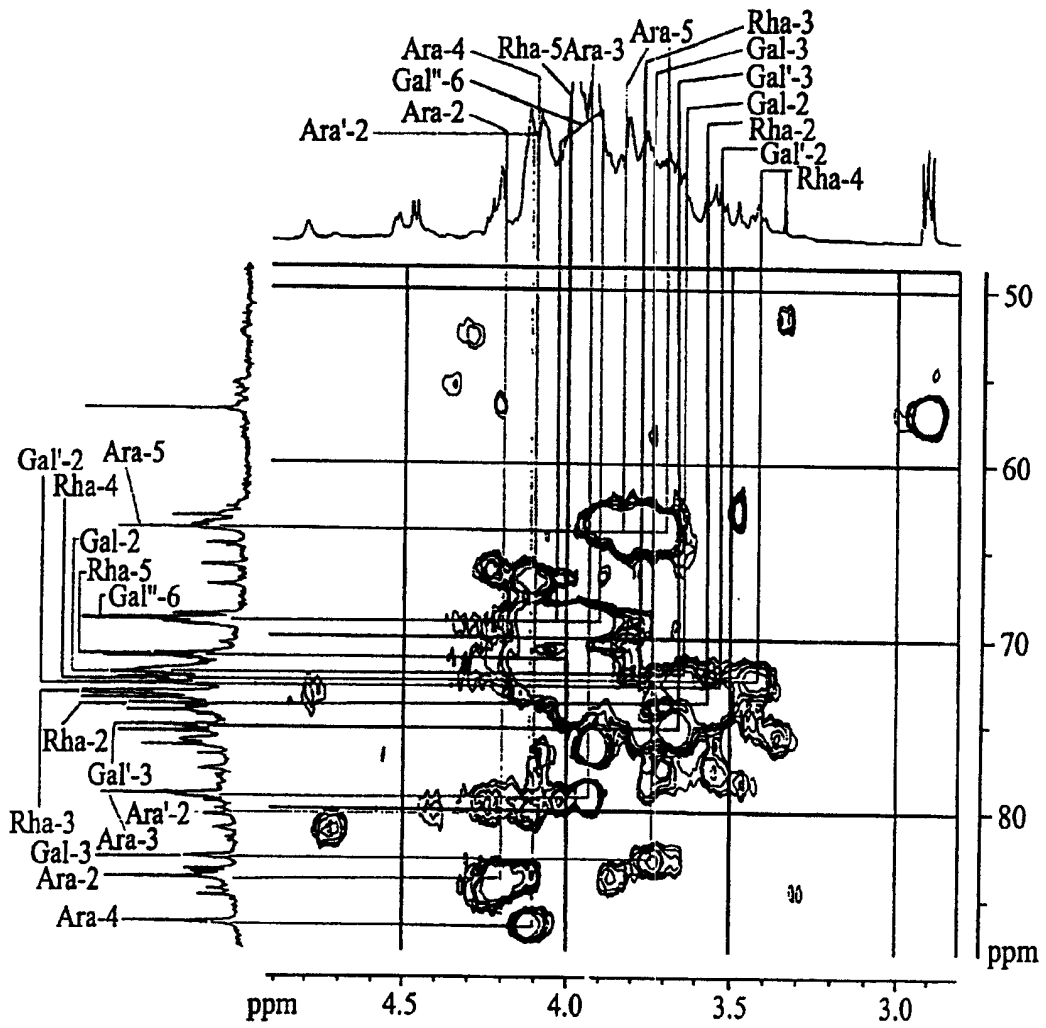 Rha-3
Ara-5
Ara-4
Rha-5
Ara-3
Gal-3
Gal''-6
Gal'-3
Ara-2
Gal-2
Ara'-2
Rha-2
Gal'-2
Rha-4
50
60
70
80
ppm
Gal'-2
Ara-5
Rha-4
Gal-2
Rha-5
Gal''-6
Rha-2
Gal'-3
Rha-3
Ara'-2
Ara-3
Gal-3
Ara-2
Ara-4
ppm
4.5
4.0
3.5
3.0